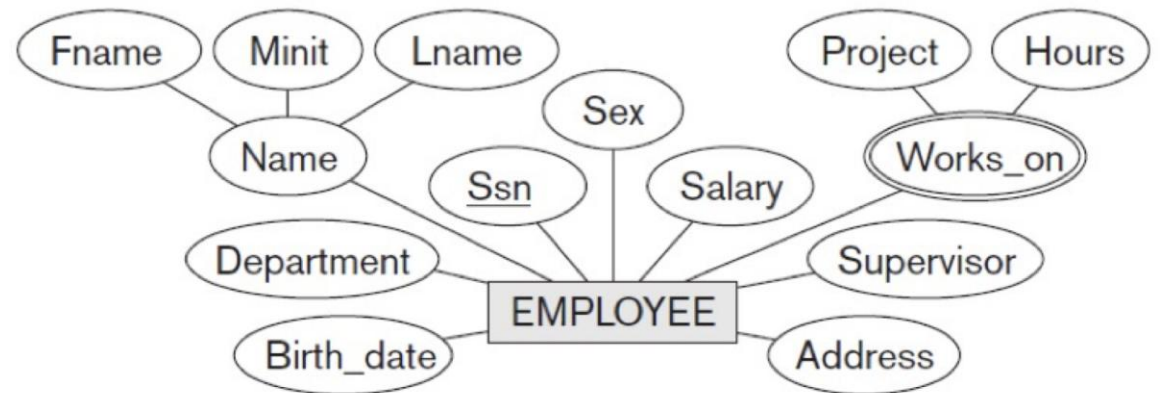 Fname Minit Lname Project Hours
Sex
Name Ssn Salary Works_on
Department Supervisor
EMPLOYEE
Birth_date Address